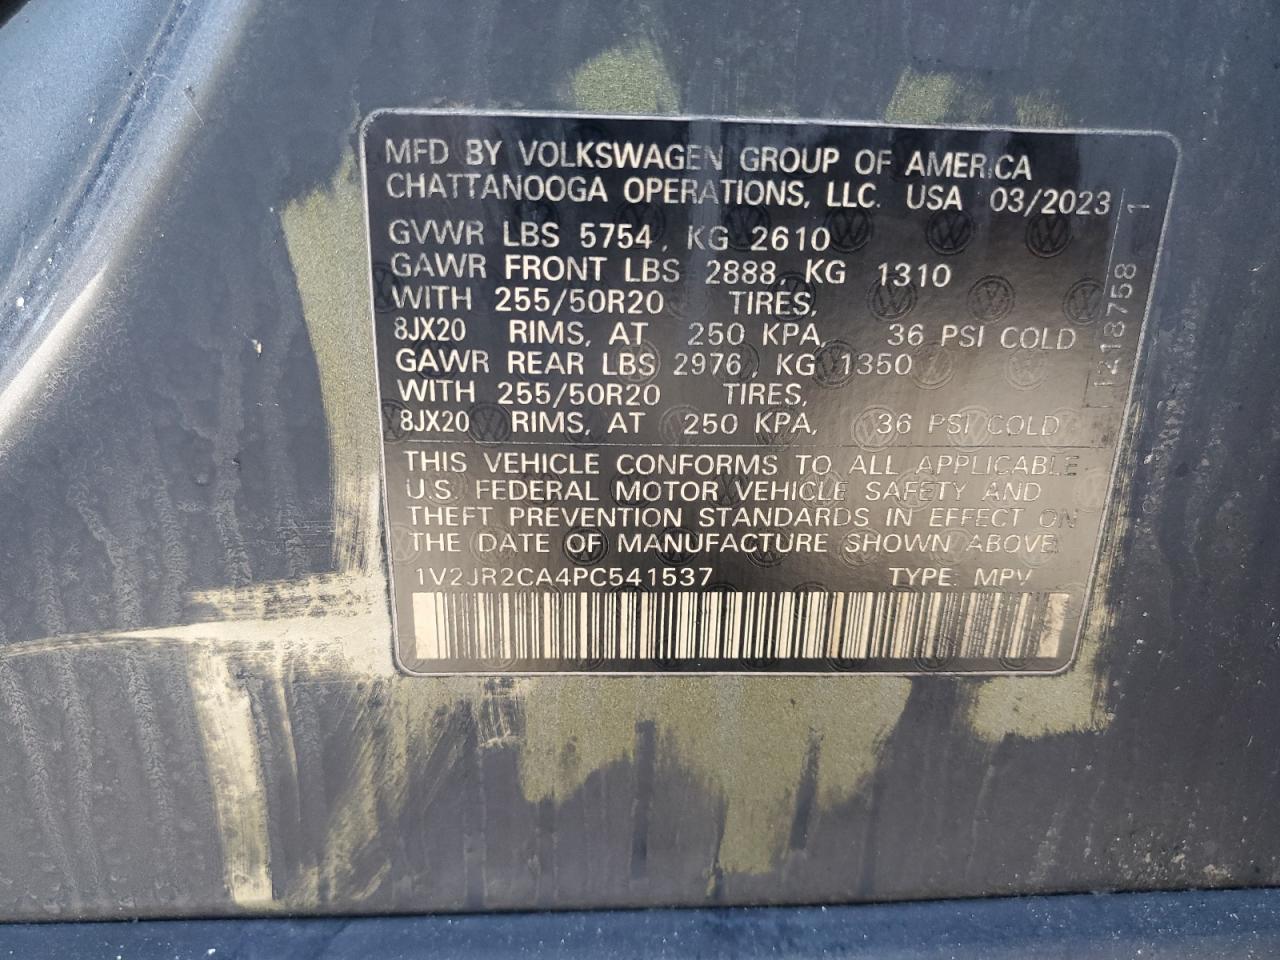 MFD BY VOLKSWAGEN GROUP OF AMERICA
CHATTANOOGA OPERATIONS, LLC. USA 03/2023
GVWR LBS 5754, KG 2610
GAWR FRONT LBS 2888, KG 1310
WITH 255/50R20 TIRES,
8JX20 RIMS, AT 250 KPA, 36 PSI COLD
GAWR REAR LBS 2976, KG 1350
WITH 255/50R20 TIRES,
8JX20 RIMS, AT 250 KPA, 36 PSI COLD
THIS VEHICLE CONFORMS TO ALL APPLICABLE
U.S. FEDERAL MOTOR VEHICLE SAFETY AND
THEFT PREVENTION STANDARDS IN EFFECT ON
THE DATE OF MANUFACTURE SHOWN ABOVE.
1V2JR2CA4PC541537 TYPE: MPV
1218758 1